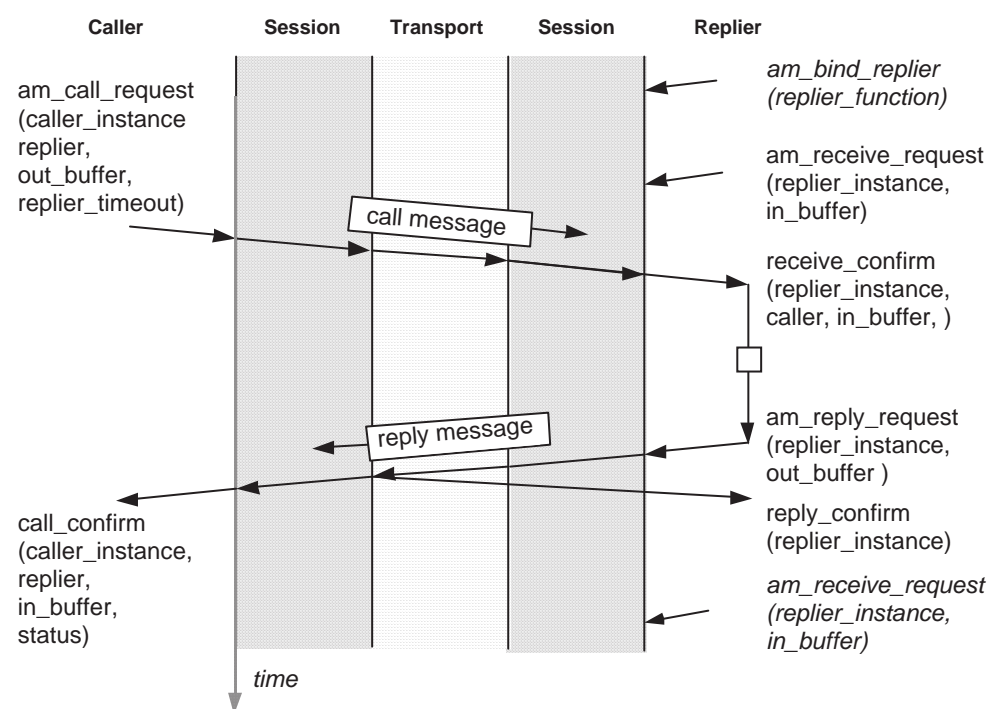 Caller Session Transport Session Replier
am_call_request
(caller_instance
replier,
out_buffer,
replier_timeout)
am_bind_replier
(replier_function)
am_receive_request
(replier_instance,
in_buffer)
call message
receive_confirm
(replier_instance,
caller, in_buffer, )
am_reply_request
(replier_instance,
out_buffer )
reply message
call_confirm
(caller_instance,
replier,
in_buffer,
status)
reply_confirm
(replier_instance)
am_receive_request
(replier_instance,
in_buffer)
time